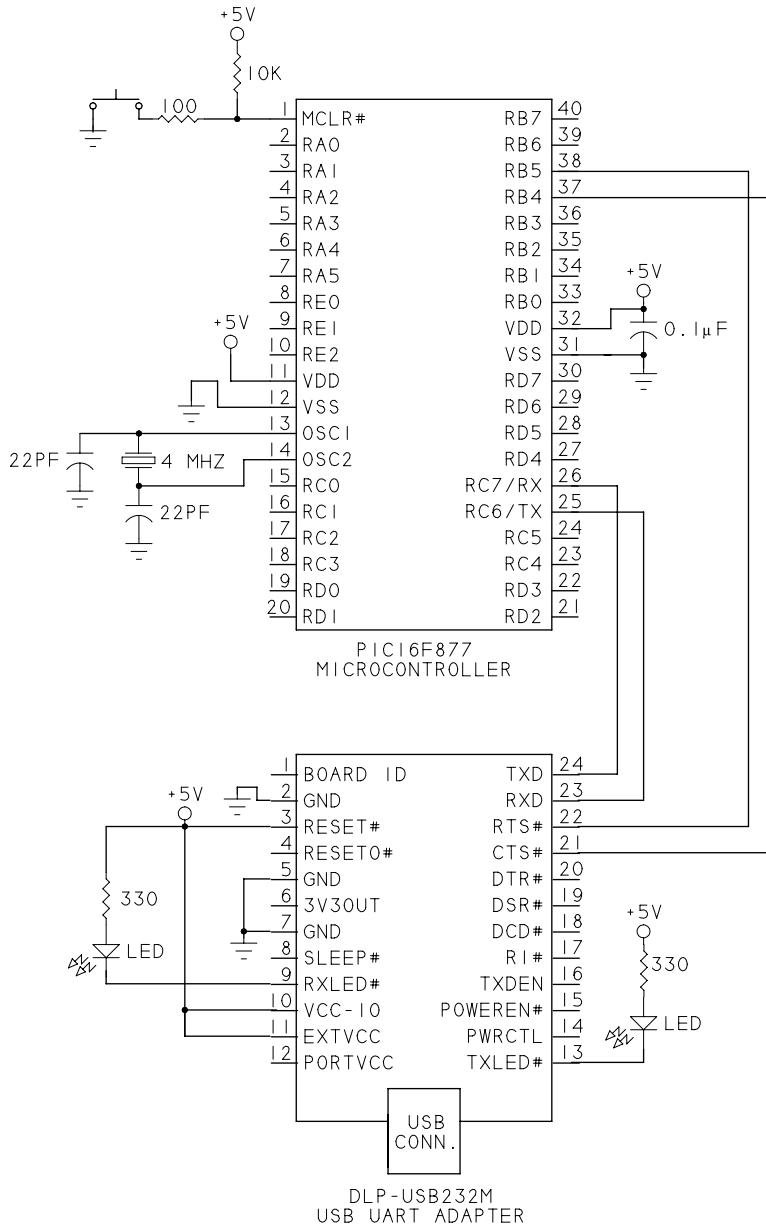 +5V
10K
100
1 MCLR# RB7 40
2 RA0 RB6 39
3 RA1 RB5 38
4 RA2 RB4 37
5 RA3 RB3 36
6 RA4 RB2 35
7 RA5 RB1 34
8 RE0 RB0 33
9 RE1 VDD 32
10 RE2 VSS 31
11 VDD RD7 30
12 VSS RD6 29
13 OSC1 RD5 28
14 OSC2 RD4 27
15 RC0 RC7/RX 26
16 RC1 RC6/TX 25
17 RC2 RC5 24
18 RC3 RC4 23
19 RD0 RD3 22
20 RD1 RD2 21
+5V
0.1µF
+5V
22PF
4 MHZ
22PF
PIC16F877
MICROCONTROLLER
1 BOARD ID TXD 24
2 GND RXD 23
3 RESET# RTS# 22
4 RESETO# CTS# 21
5 GND DTR# 20
6 3V3OUT DSR# 19
7 GND DCD# 18
8 SLEEP# RI# 17
9 RXLED# TXDEN 16
10 VCC-IO POWEREN# 15
11 EXTVCC PWRCTL 14
12 PORTVCC TXLED# 13
+5V
330
LED
+5V
330
LED
USB
CONN.
DLP-USB232M
USB UART ADAPTER